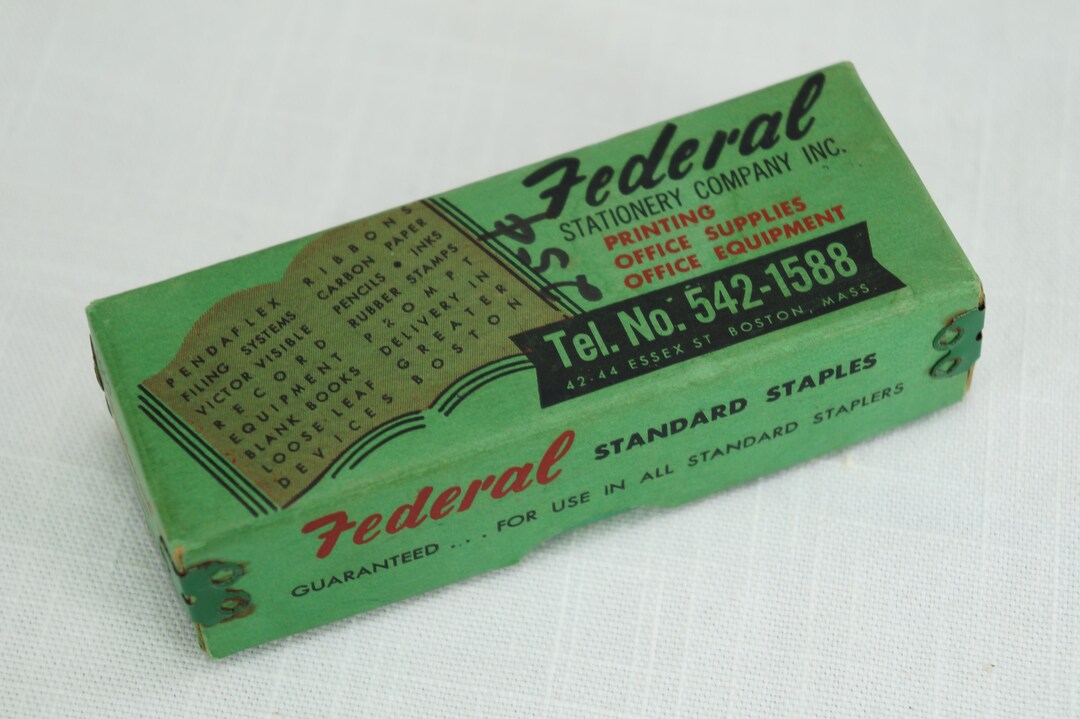 Federal
STATIONERY COMPANY INC.
PRINTING
OFFICE SUPPLIES
OFFICE EQUIPMENT
Tel. No. 542-1588
42-44 ESSEX ST BOSTON, MASS.
PENDAFLEX
FILING SYSTEMS
VICTOR VISIBLE
RECORD
EQUIPMENT
BLANK BOOKS
LOOSE LEAF
DEVICES
RIBBONS
CARBON PAPER
PENCILS • INKS
RUBBER STAMPS
PROMPT
DELIVERY IN
GREATER
BOSTON
Federal STANDARD STAPLES
GUARANTEED .... FOR USE IN ALL STANDARD STAPLERS